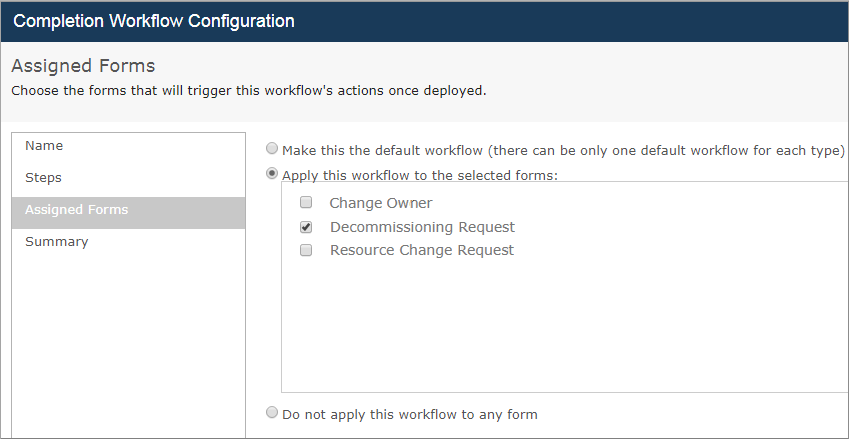 Completion Workflow Configuration
Assigned Forms
Choose the forms that will trigger this workflow's actions once deployed.
Name
Steps
Assigned Forms
Summary
Make this the default workflow (there can be only one default workflow for each type)
Apply this workflow to the selected forms:
Change Owner
Decommissioning Request
Resource Change Request
Do not apply this workflow to any form